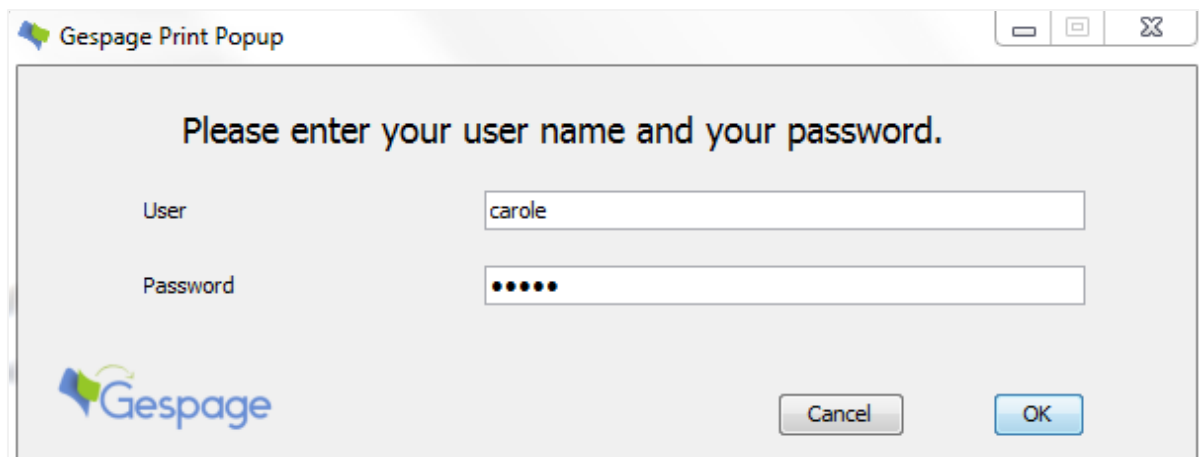 Gespage Print Popup
Please enter your user name and your password.
User carole
Password •••••
Gespage
Cancel OK